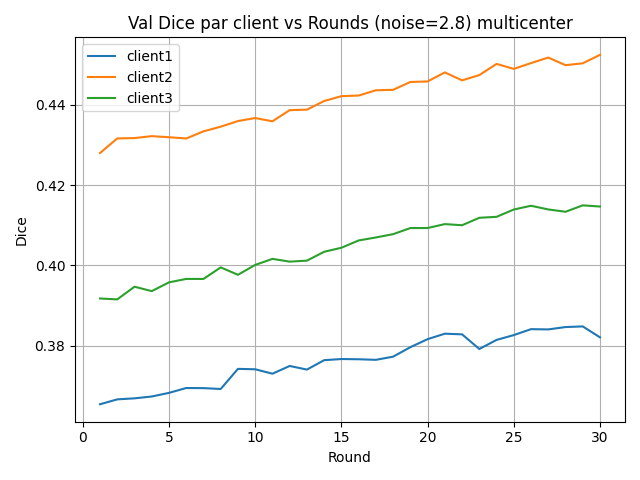 Val Dice par client vs Rounds (noise=2.8) multicenter
client1
client2
client3
Dice
0.44
0.42
0.40
0.38
0 5 10 15 20 25 30
Round